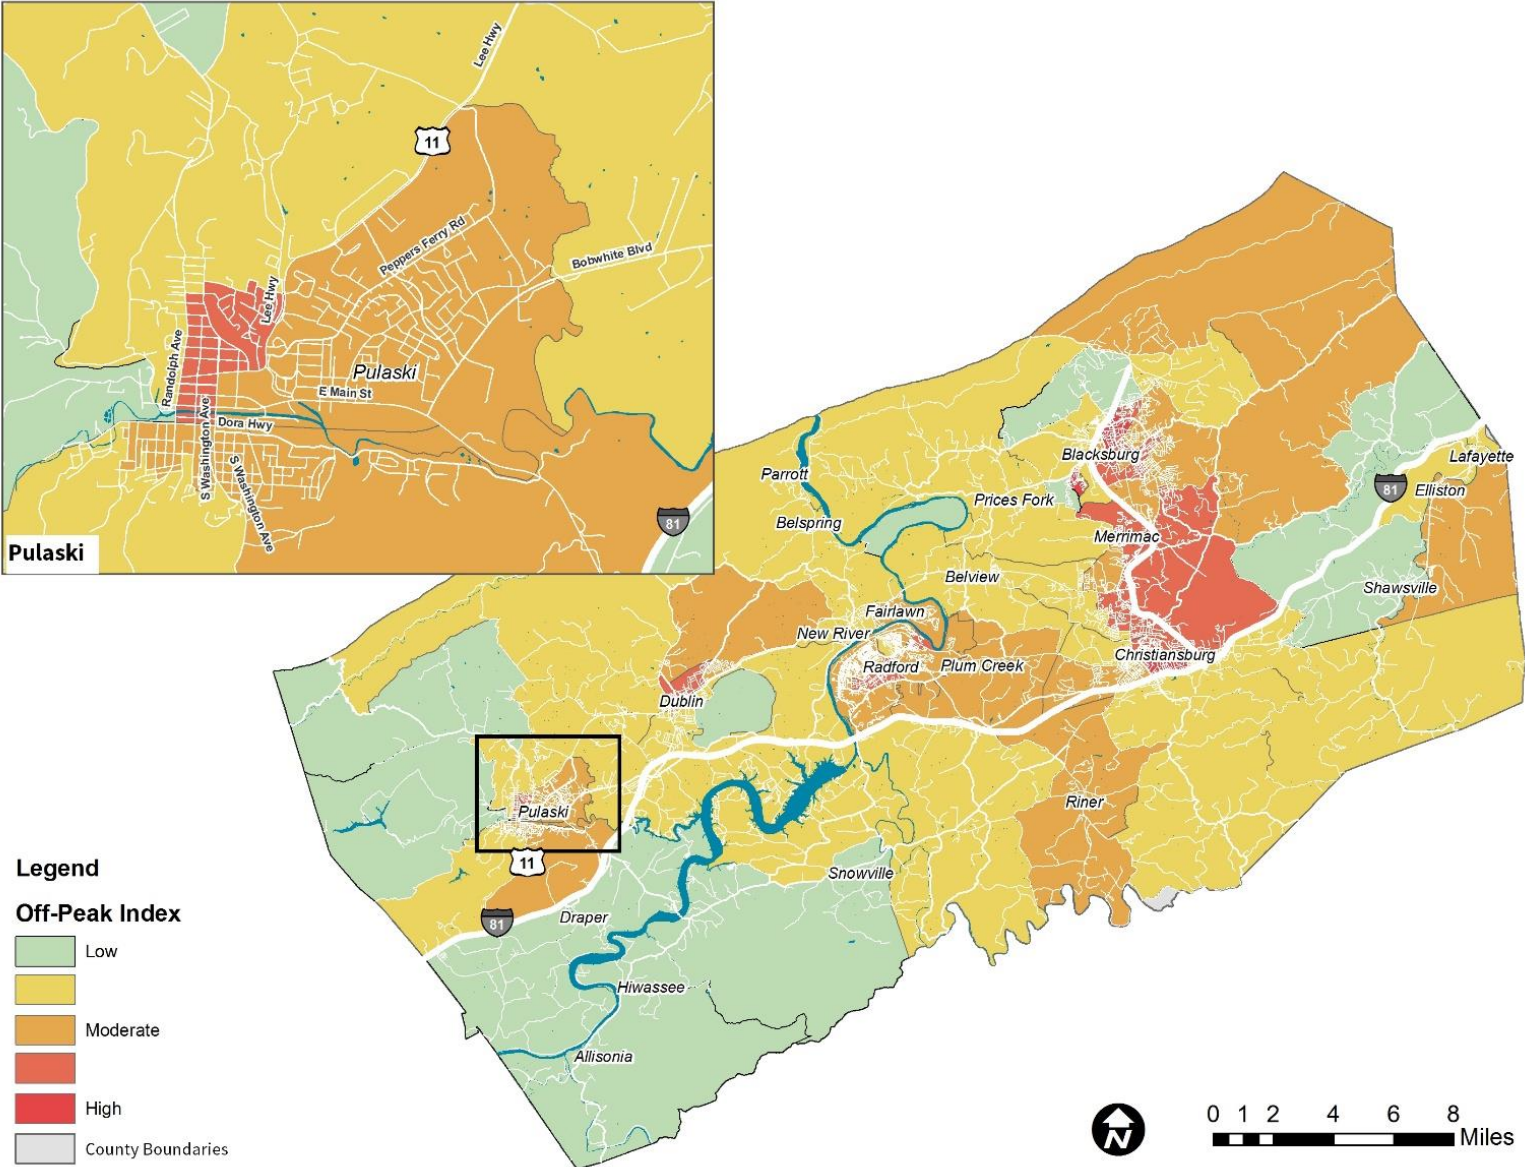 Lee Hwy
11
Peppers Ferry Rd
Bobwhite Blvd
Lee Hwy
Randolph Ave
Pulaski
E Main St
S Washington Ave
Dora Hwy
S Washington Ave
81
Pulaski
Parrott
Belspring
Prices Fork
Blacksburg
Lafayette
81
Elliston
Merrimac
Belview
Shawsville
Fairlawn
New River
Radford
Plum Creek
Christiansburg
Dublin
Pulaski
11
Riner
Snowville
81
Draper
Hiwassee
Allisonia
Legend
Off-Peak Index
Low
Moderate
High
County Boundaries
N
0 1 2 4 6 8
Miles